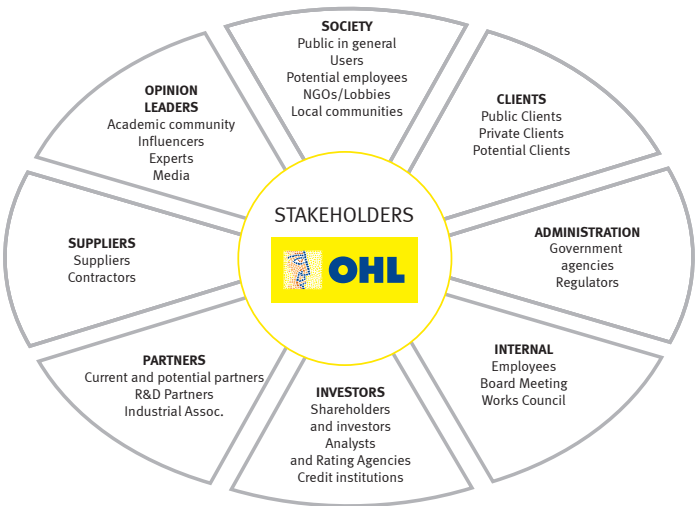 SOCIETY
Public in general
Users
Potential employees
NGOs/Lobbies
Local communities
CLIENTS
Public Clients
Private Clients
Potential Clients
ADMINISTRATION
Government
agencies
Regulators
INTERNAL
Employees
Board Meeting
Works Council
INVESTORS
Shareholders
and investors
Analysts
and Rating Agencies
Credit institutions
PARTNERS
Current and potential partners
R&D Partners
Industrial Assoc.
SUPPLIERS
Suppliers
Contractors
OPINION
LEADERS
Academic community
Influencers
Experts
Media
STAKEHOLDERS
OHL